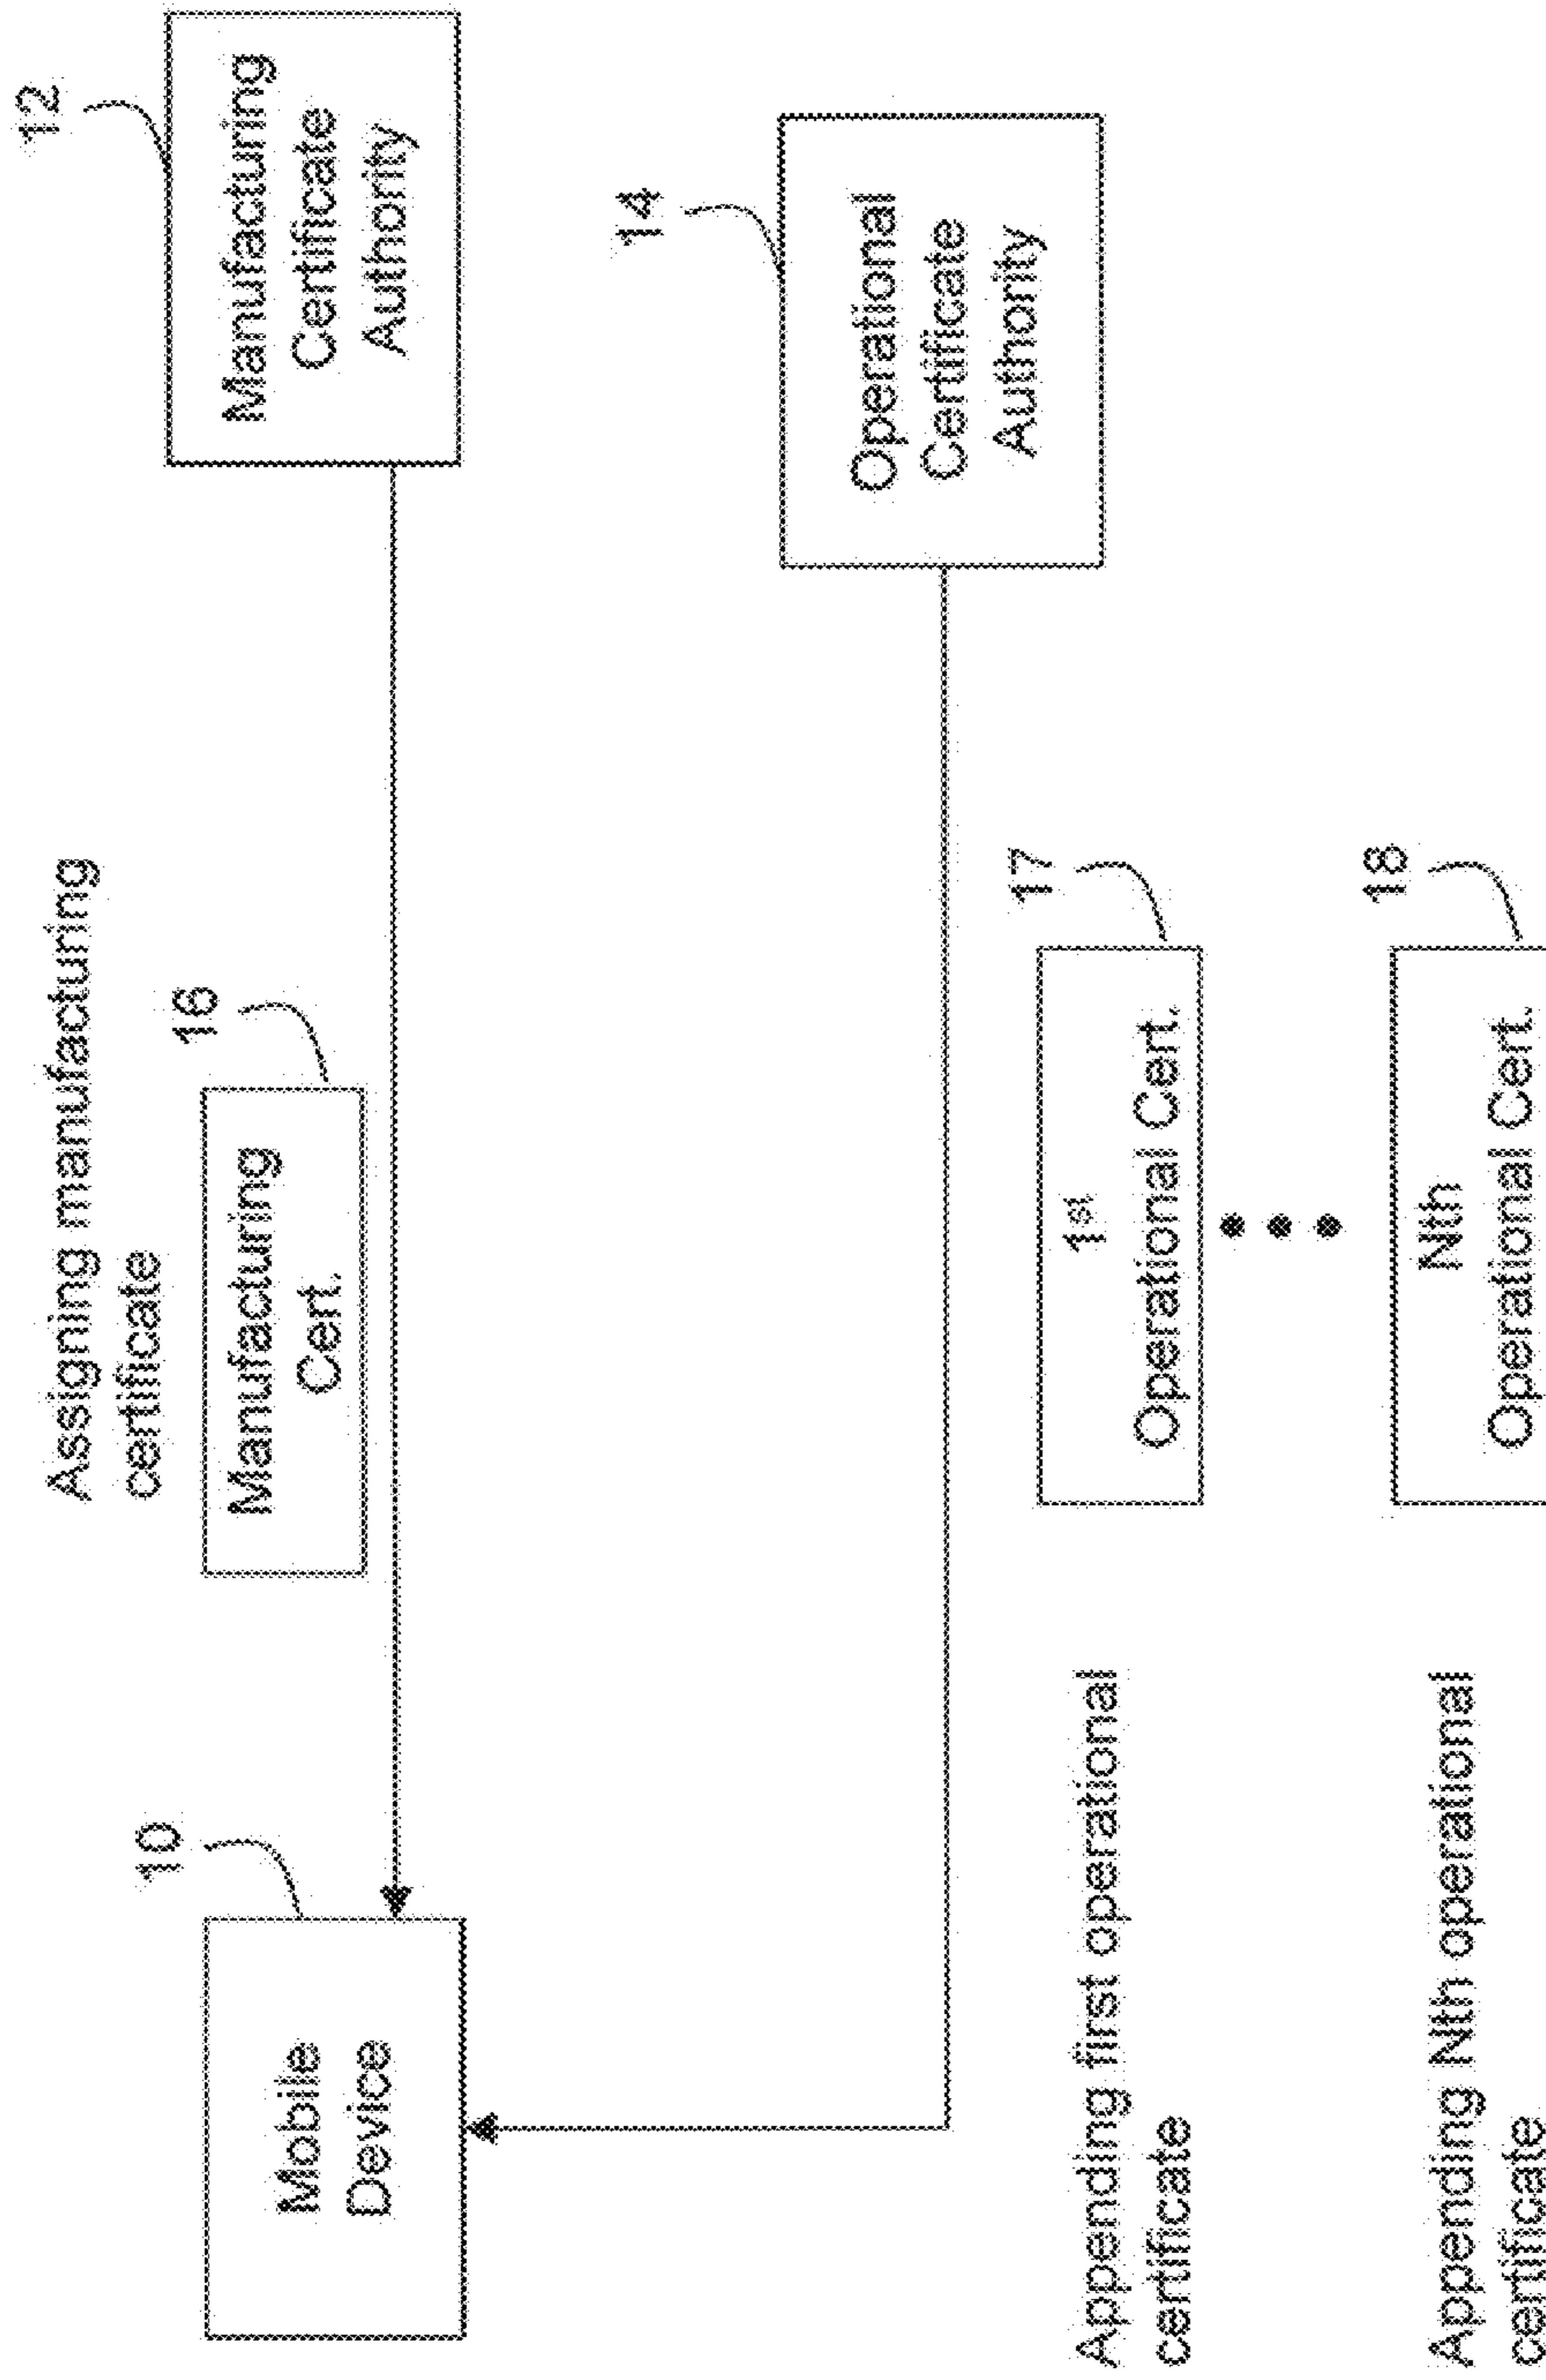 Assigning manufacturing
certificate
10
Mobile
Device
16
Manufacturing
Cert.
12
Manufacturing
Certificate
Authority
14
Operational
Certificate
Authority
Appending first operational
certificate
17
1st
Operational Cert.
Appending Nth operational
certificate
18
Nth
Operational Cert.